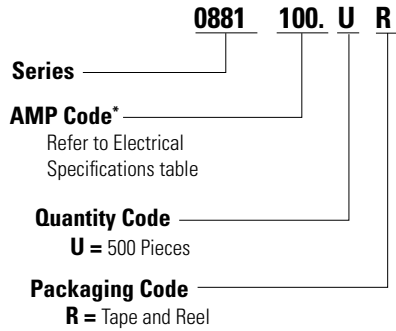 0881 100. U R
Series
AMP Code*
Refer to Electrical
Specifications table
Quantity Code
U = 500 Pieces
Packaging Code
R = Tape and Reel